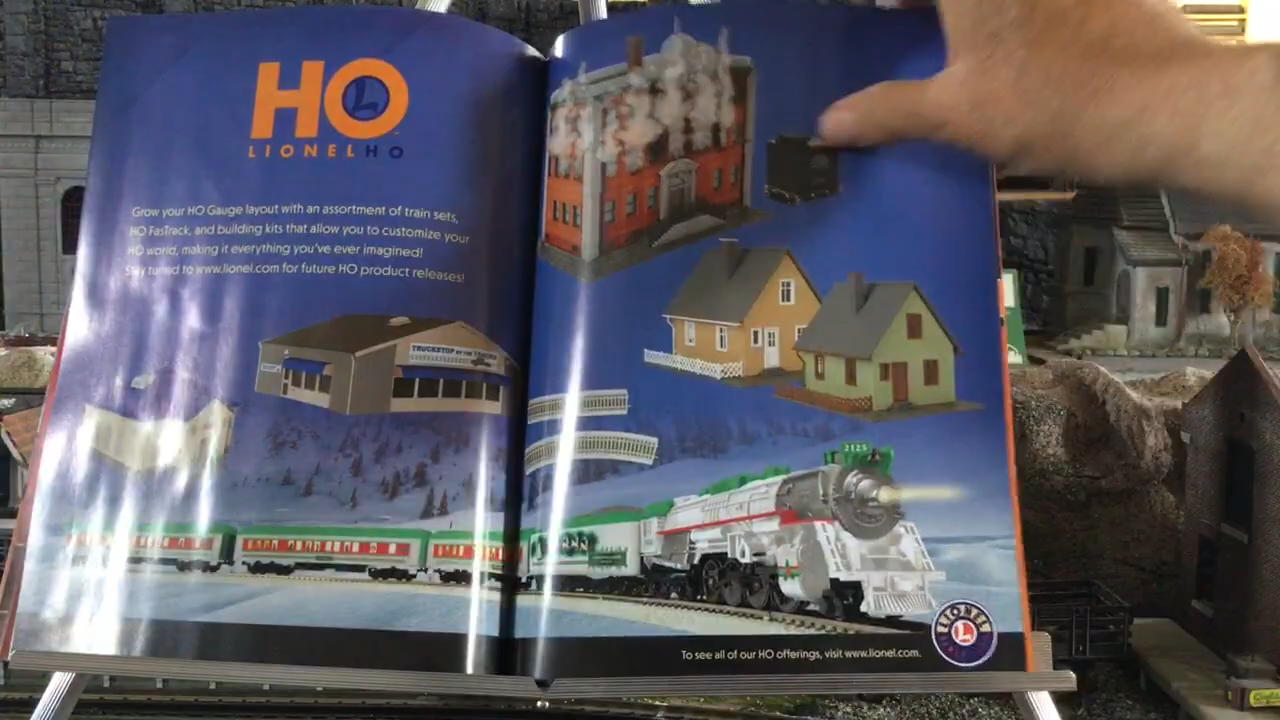 HO
LIONEL HO
Grow your HO Gauge layout with an assortment of train sets,
HO FasTrack, and building kits that allow you to customize your
HO world, making it everything you've ever imagined!
Stay tuned to www.lionel.com for future HO product releases!
TRUCKSTOP BY THE TRACKS
2125
LIONEL
L
To see all of our HO offerings, visit www.lionel.com.